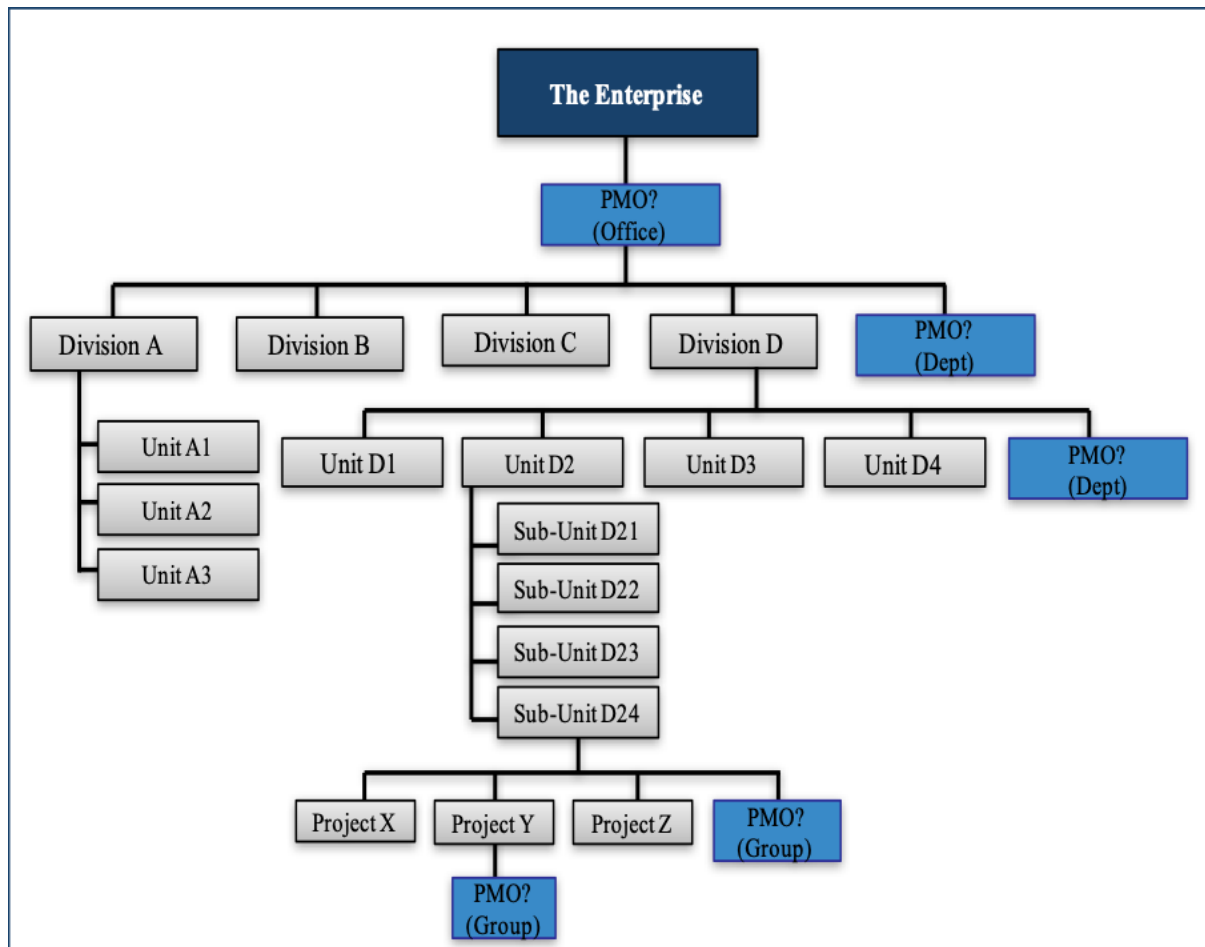 The Enterprise
PMO?
(Office)
Division A
Division B
Division C
Division D
PMO?
(Dept)
Unit A1
Unit A2
Unit A3
Unit D1
Unit D2
Unit D3
Unit D4
PMO?
(Dept)
Sub-Unit D21
Sub-Unit D22
Sub-Unit D23
Sub-Unit D24
Project X
Project Y
Project Z
PMO?
(Group)
PMO?
(Group)